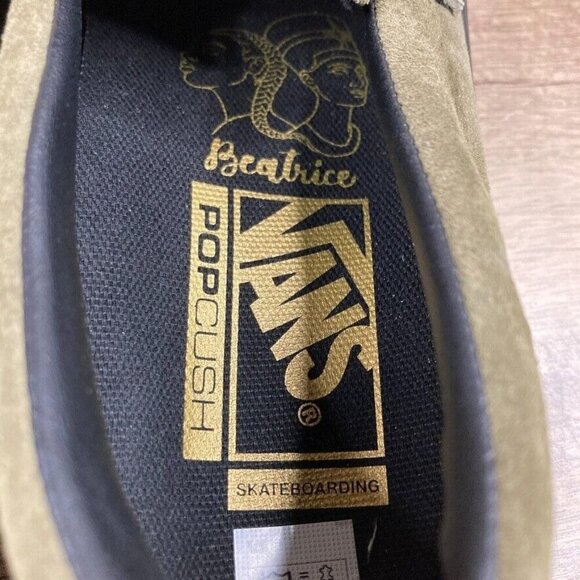 Beatrice
POPCUSH
VANS
®
SKATEBOARDING